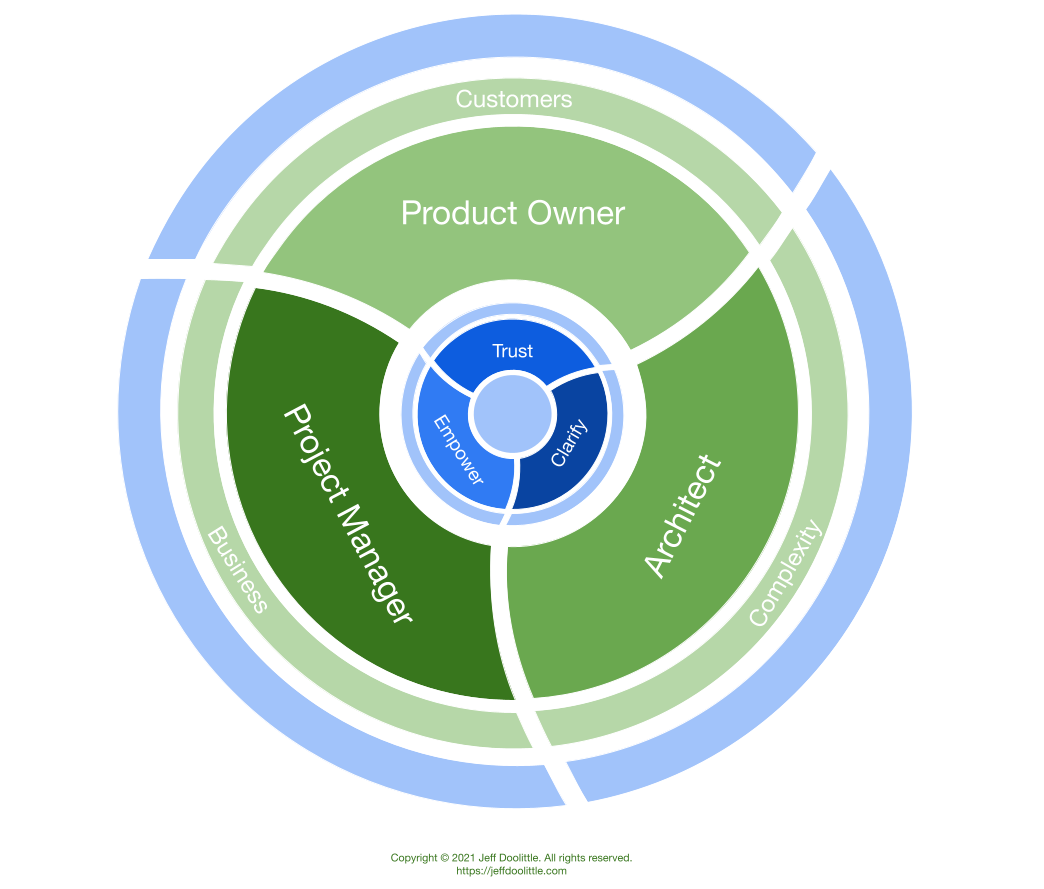 Customers
Product Owner
Trust
Empower
Clarify
Project Manager
Architect
Business
Complexity
Copyright © 2021 Jeff Doolittle. All rights reserved.
https://jeffdoolittle.com